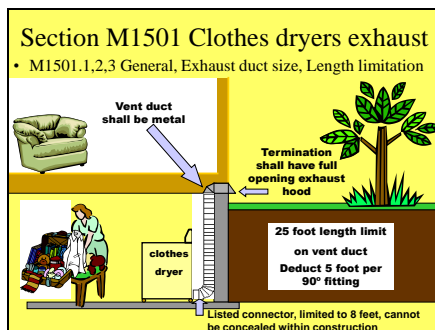 Section M1501 Clothes dryers exhaust
• M1501.1,2,3 General, Exhaust duct size, Length limitation
Vent duct
shall be metal
Termination
shall have full
opening exhaust
hood
clothes
dryer
25 foot length limit
on vent duct
Deduct 5 foot per
90º fitting
Listed connector, limited to 8 feet, cannot
be concealed within construction